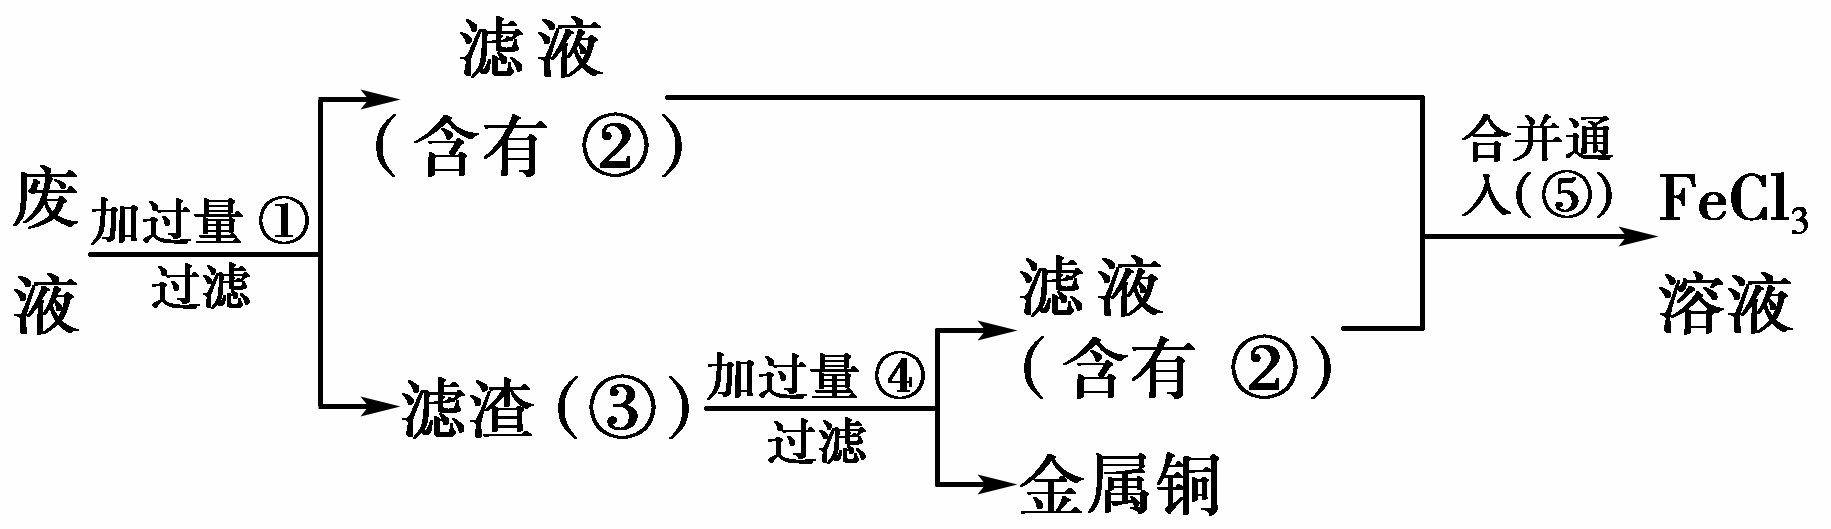 废液
加过量①
过滤
滤液
(含有②)
滤渣(③)
加过量④
过滤
滤液
(含有②)
金属铜
合并通
入(⑤)
FeCl₃
溶液